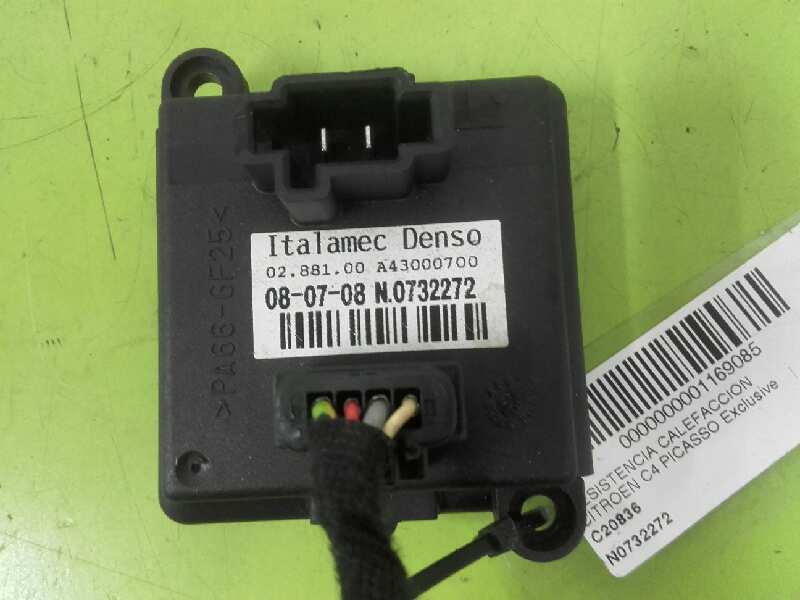 Italamec Denso
02.881.00 A43000700
08-07-08 N.0732272
>PA66-GF25<
0000000001169085
ESISTENCIA CALEFACCION
CITROEN C4 PICASSO Exclusive
C20836
N0732272